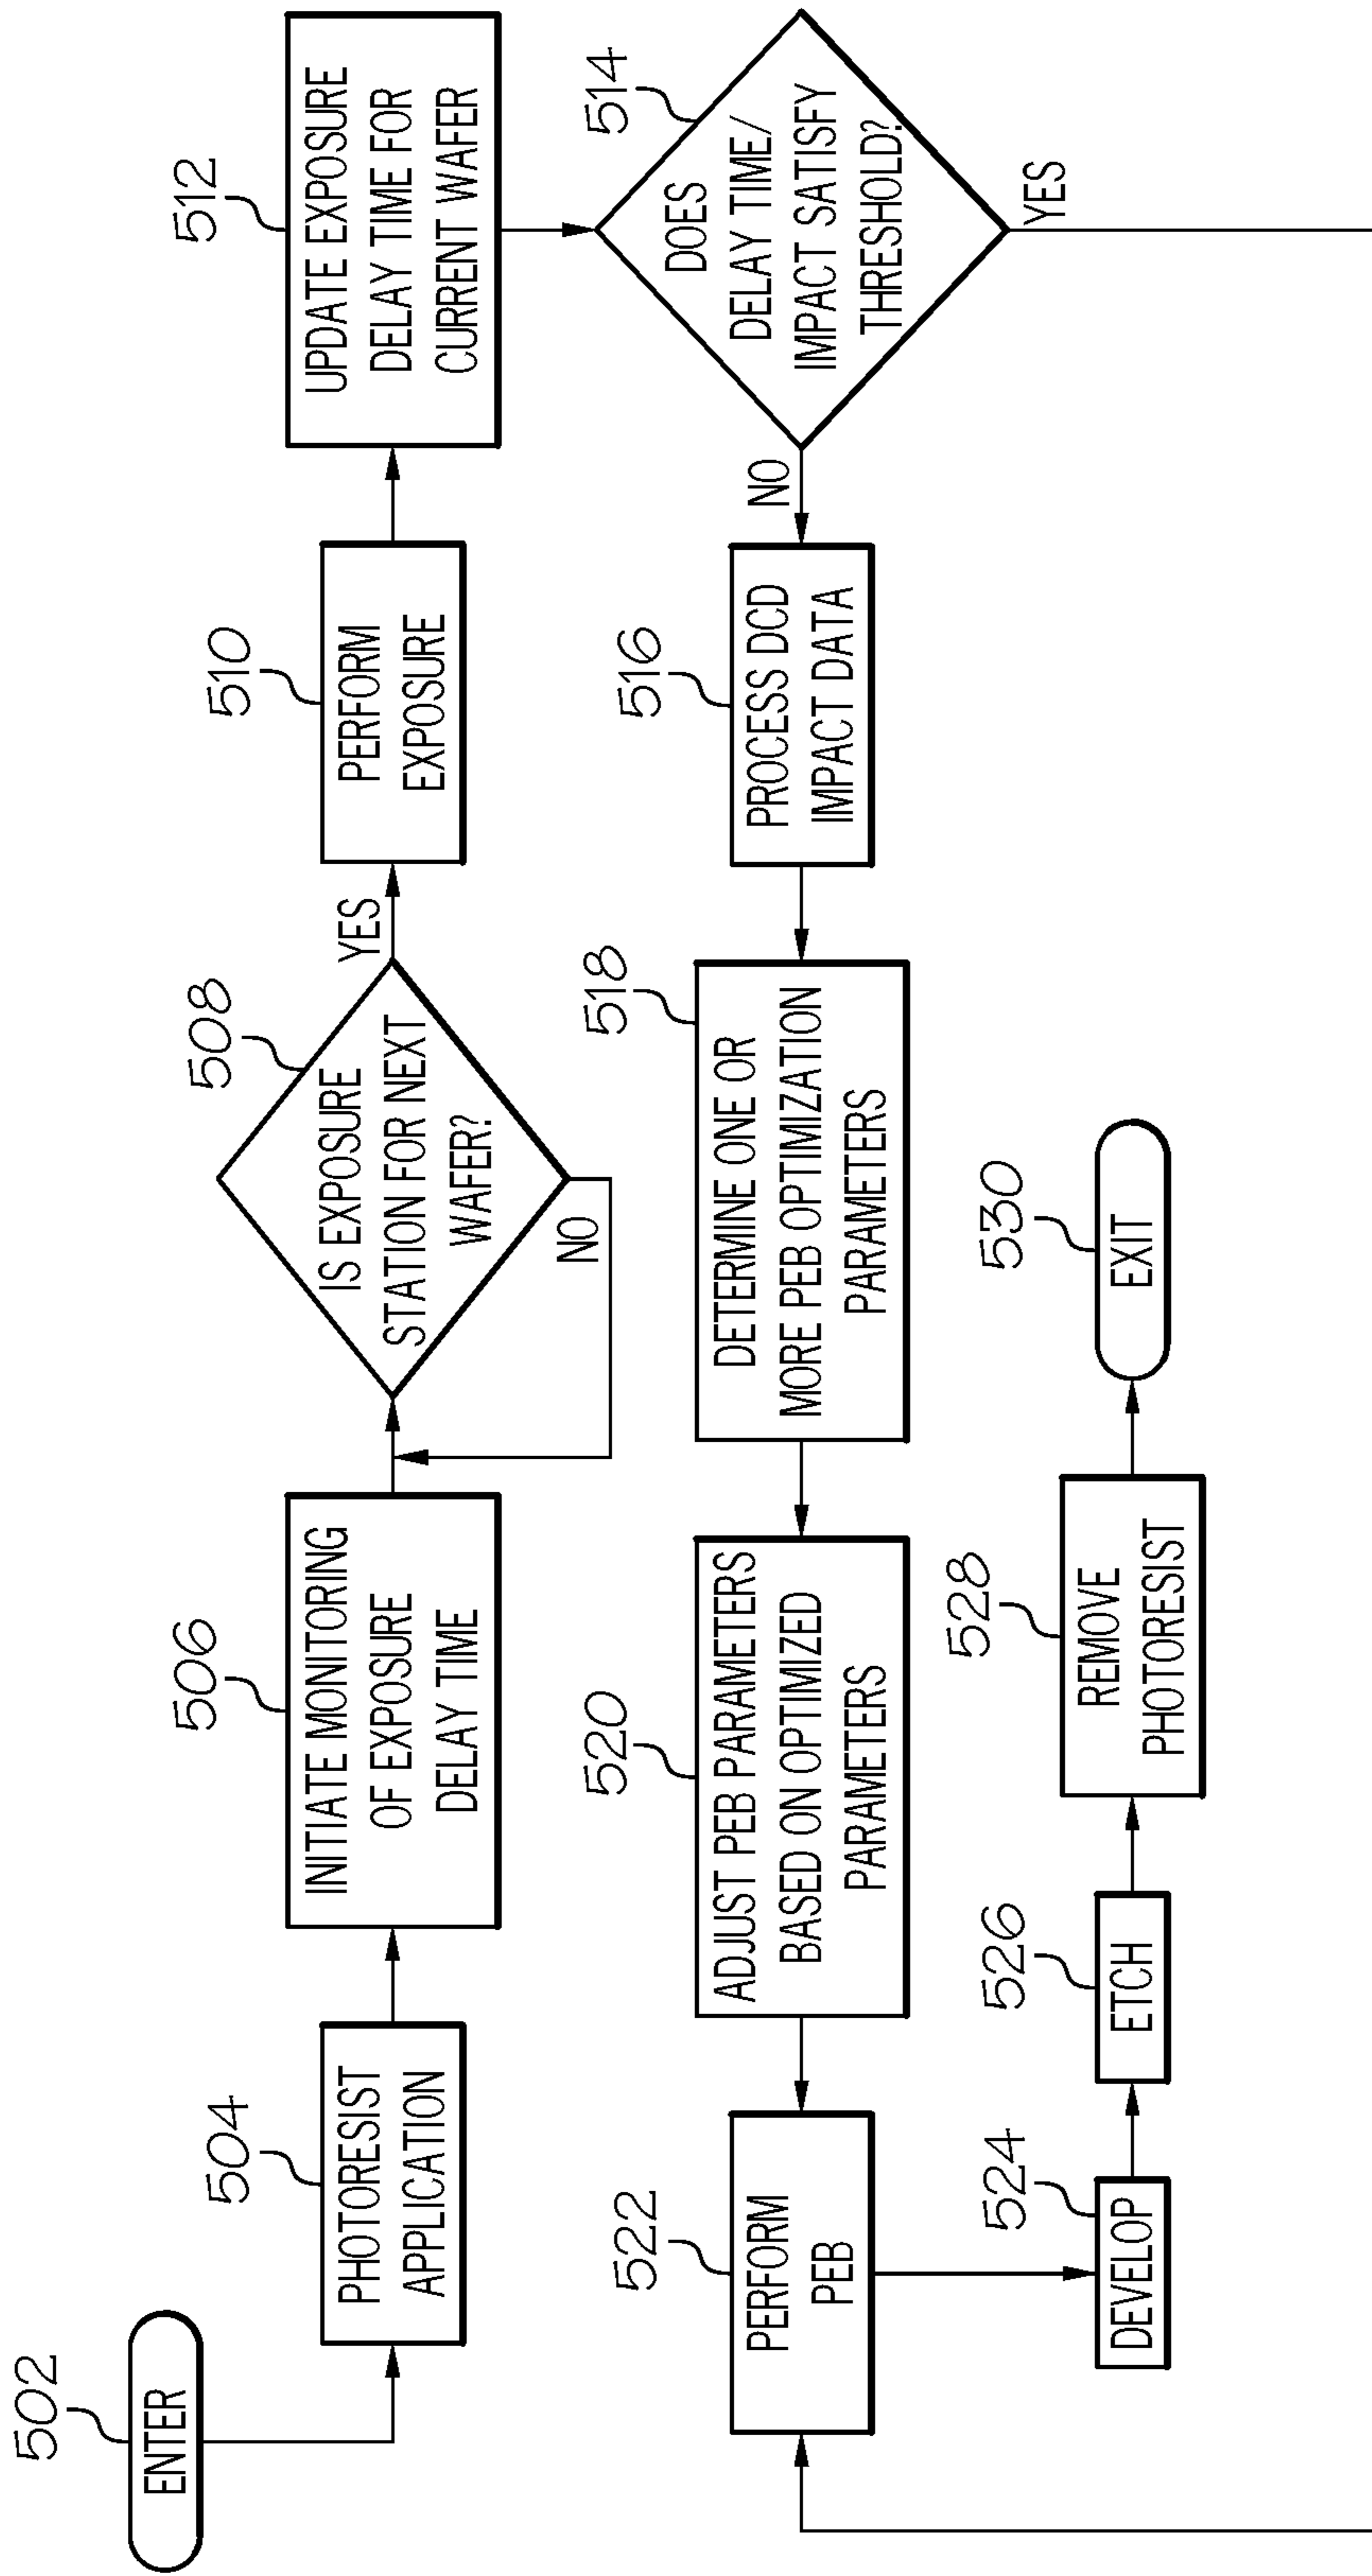 502
ENTER
504
PHOTORESIST
APPLICATION
506
INITIATE MONITORING
OF EXPOSURE
DELAY TIME
508
IS EXPOSURE
STATION FOR NEXT
WAFER?
NO
YES
510
PERFORM
EXPOSURE
512
UPDATE EXPOSURE
DELAY TIME FOR
CURRENT WAFER
514
DOES
DELAY TIME/
IMPACT SATISFY
THRESHOLD?
YES
NO
516
PROCESS DCD
IMPACT DATA
518
DETERMINE ONE OR
MORE PEB OPTIMIZATION
PARAMETERS
520
ADJUST PEB PARAMETERS
BASED ON OPTIMIZED
PARAMETERS
522
PERFORM
PEB
524
DEVELOP
526
ETCH
528
REMOVE
PHOTORESIST
530
EXIT